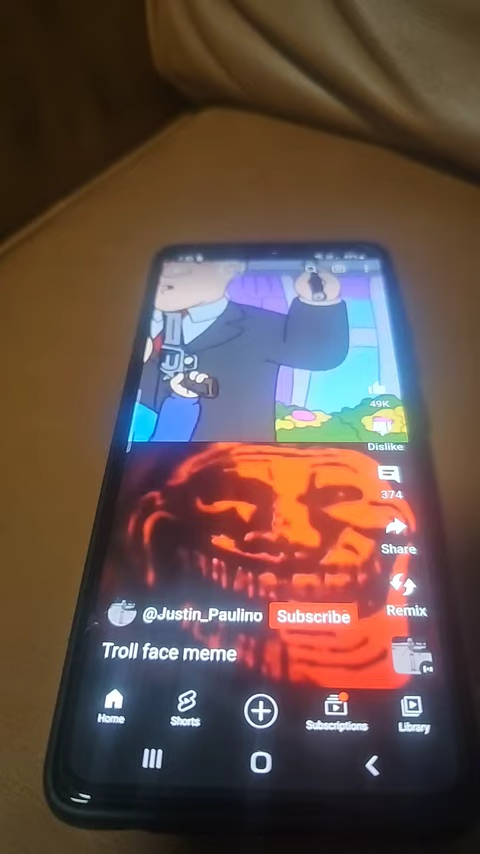 49K
Dislike
374
Share
Remix
@Justin_Paulino
Subscribe
Troll face meme
Home
Shorts
Subscriptions
Library